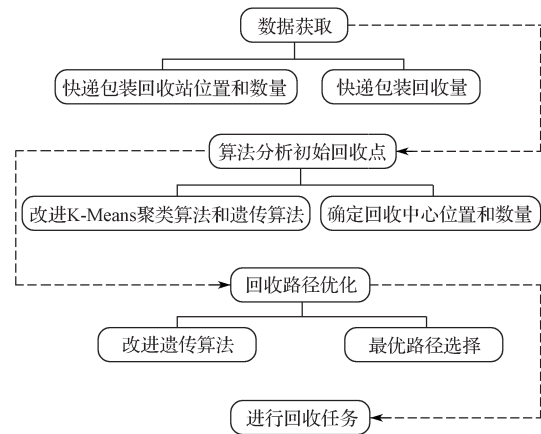 数据获取
快递包装回收站位置和数量
快递包装回收量
算法分析初始回收点
改进K-Means聚类算法和遗传算法
确定回收中心位置和数量
回收路径优化
改进遗传算法
最优路径选择
进行回收任务